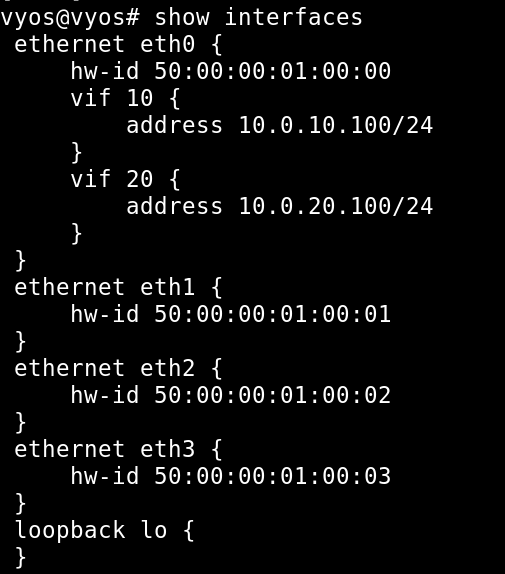 vyos@vyos# show interfaces
 ethernet eth0 {
     hw-id 50:00:00:01:00:00
     vif 10 {
         address 10.0.10.100/24
     }
     vif 20 {
         address 10.0.20.100/24
     }
 }
 ethernet eth1 {
     hw-id 50:00:00:01:00:01
 }
 ethernet eth2 {
     hw-id 50:00:00:01:00:02
 }
 ethernet eth3 {
     hw-id 50:00:00:01:00:03
 }
 loopback lo {
 }